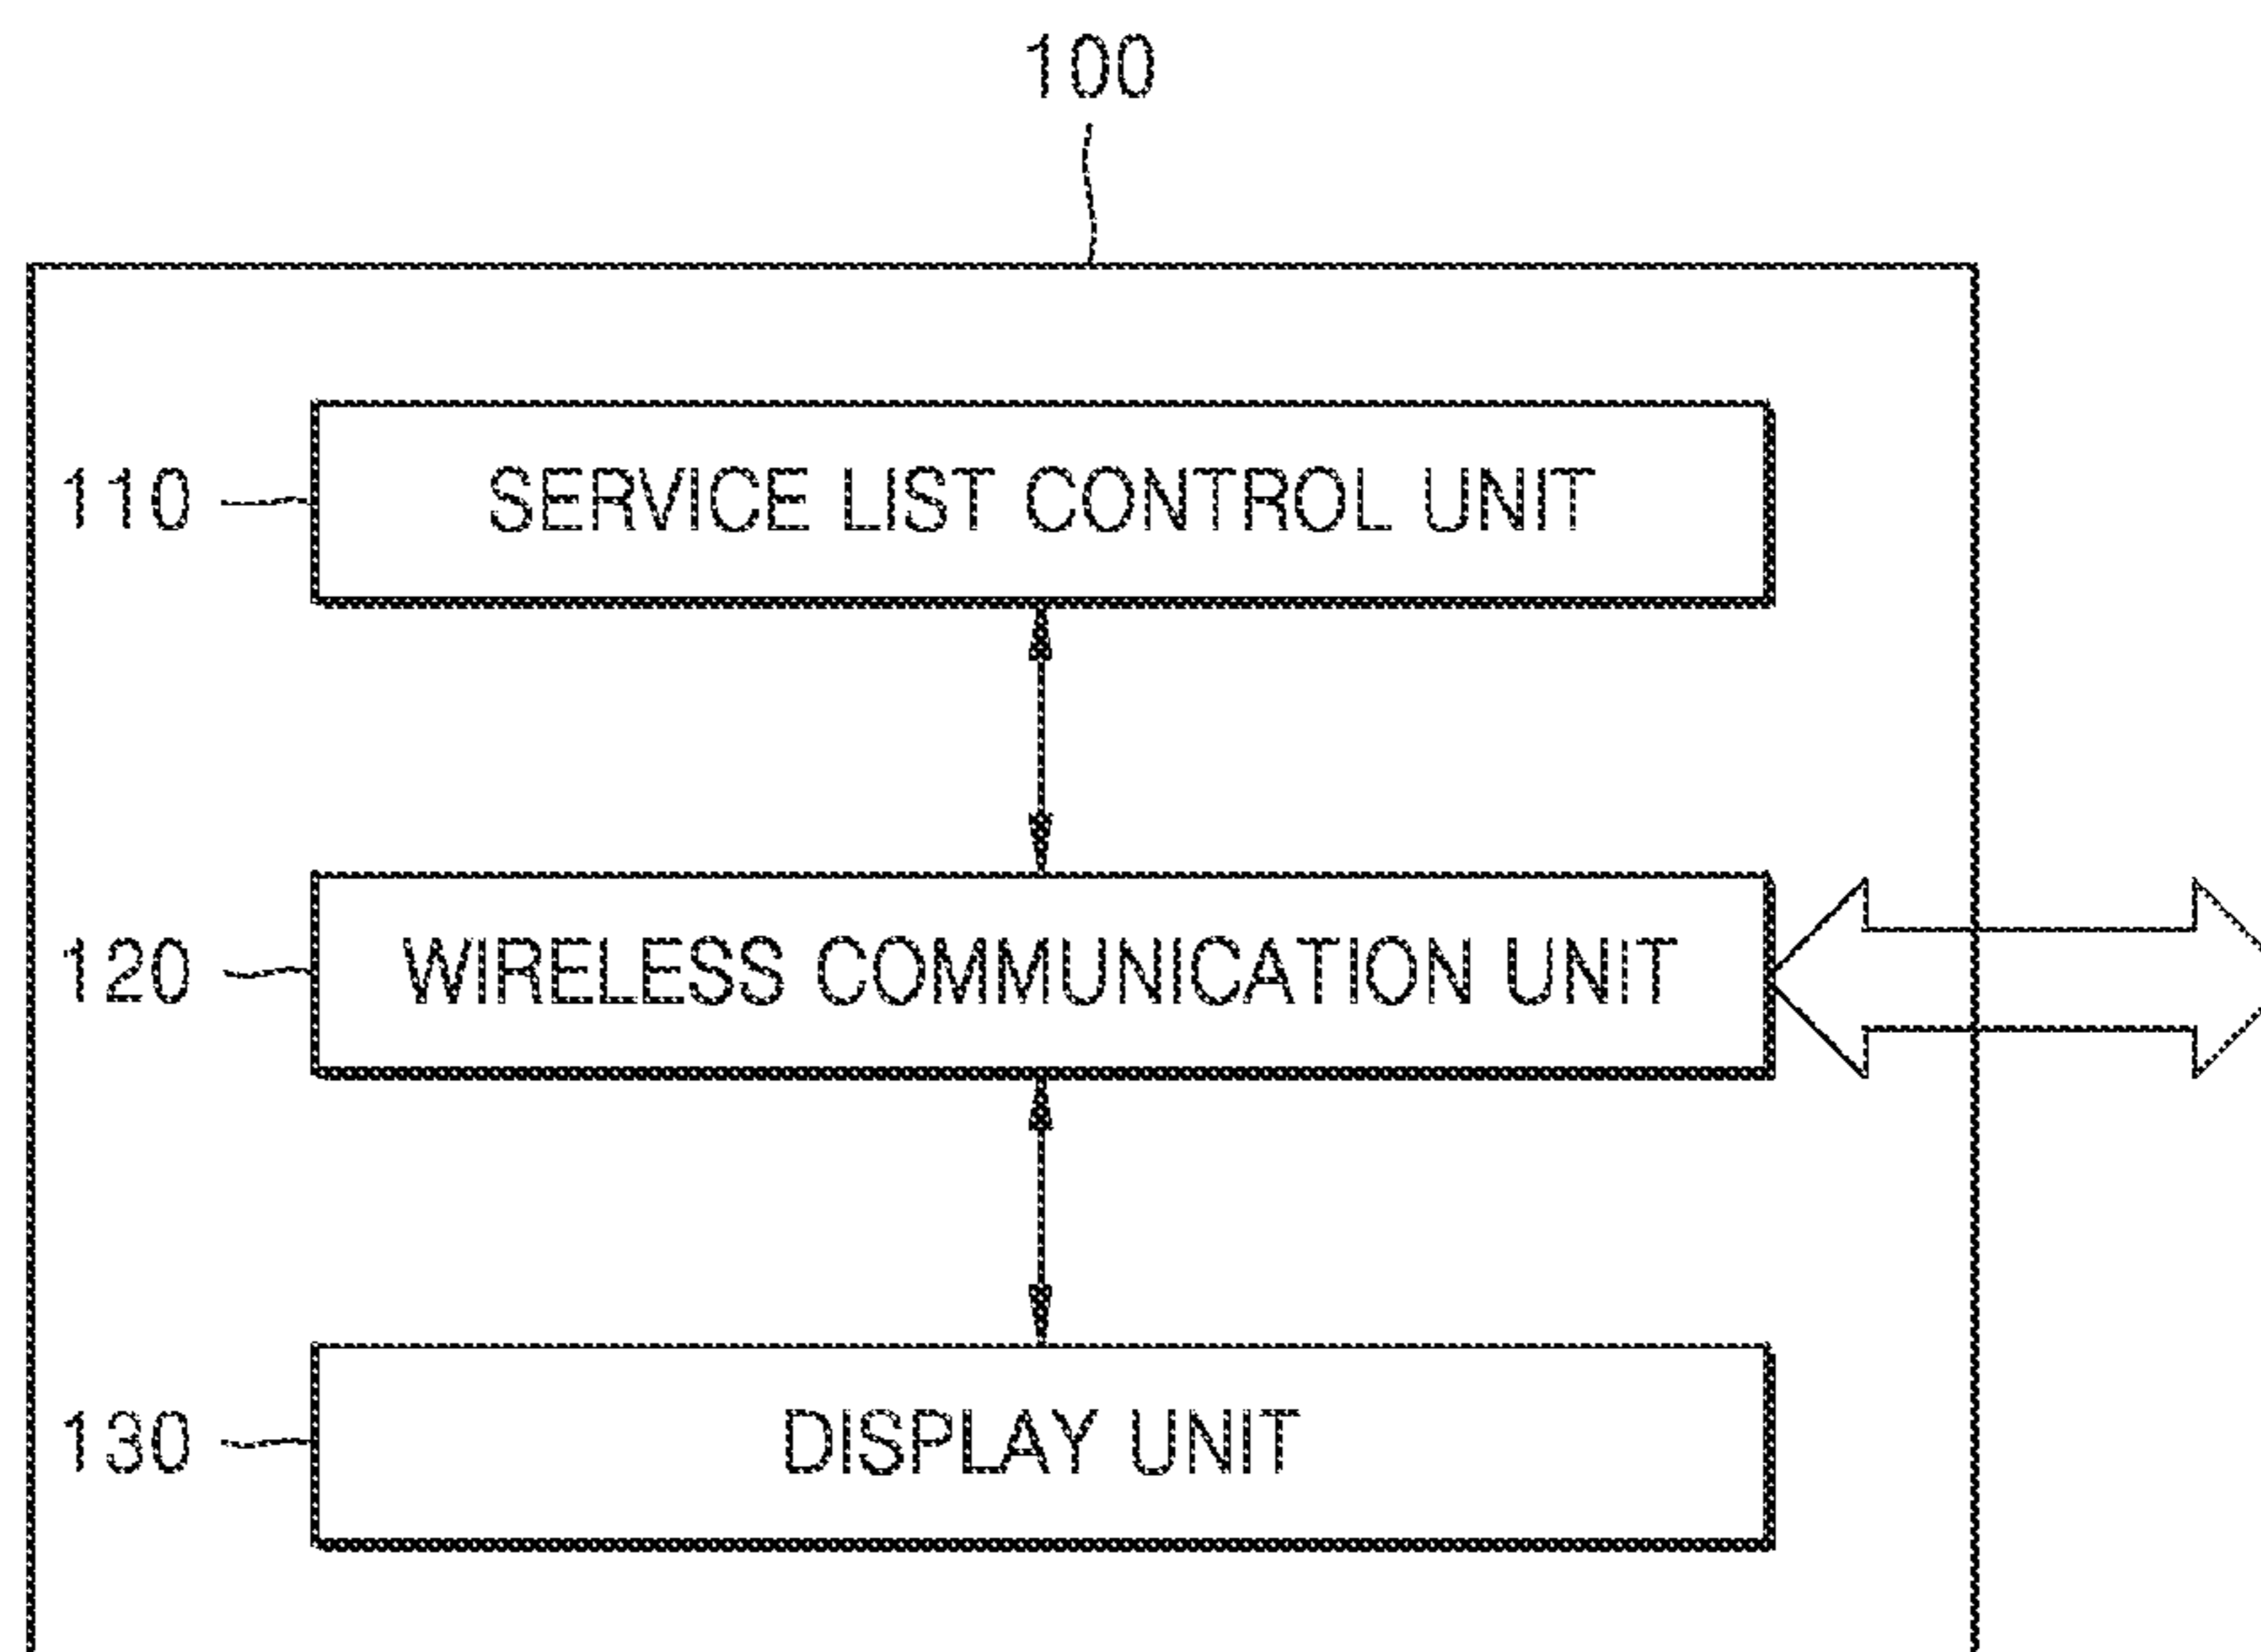 100
110 SERVICE LIST CONTROL UNIT
120 WIRELESS COMMUNICATION UNIT
130 DISPLAY UNIT